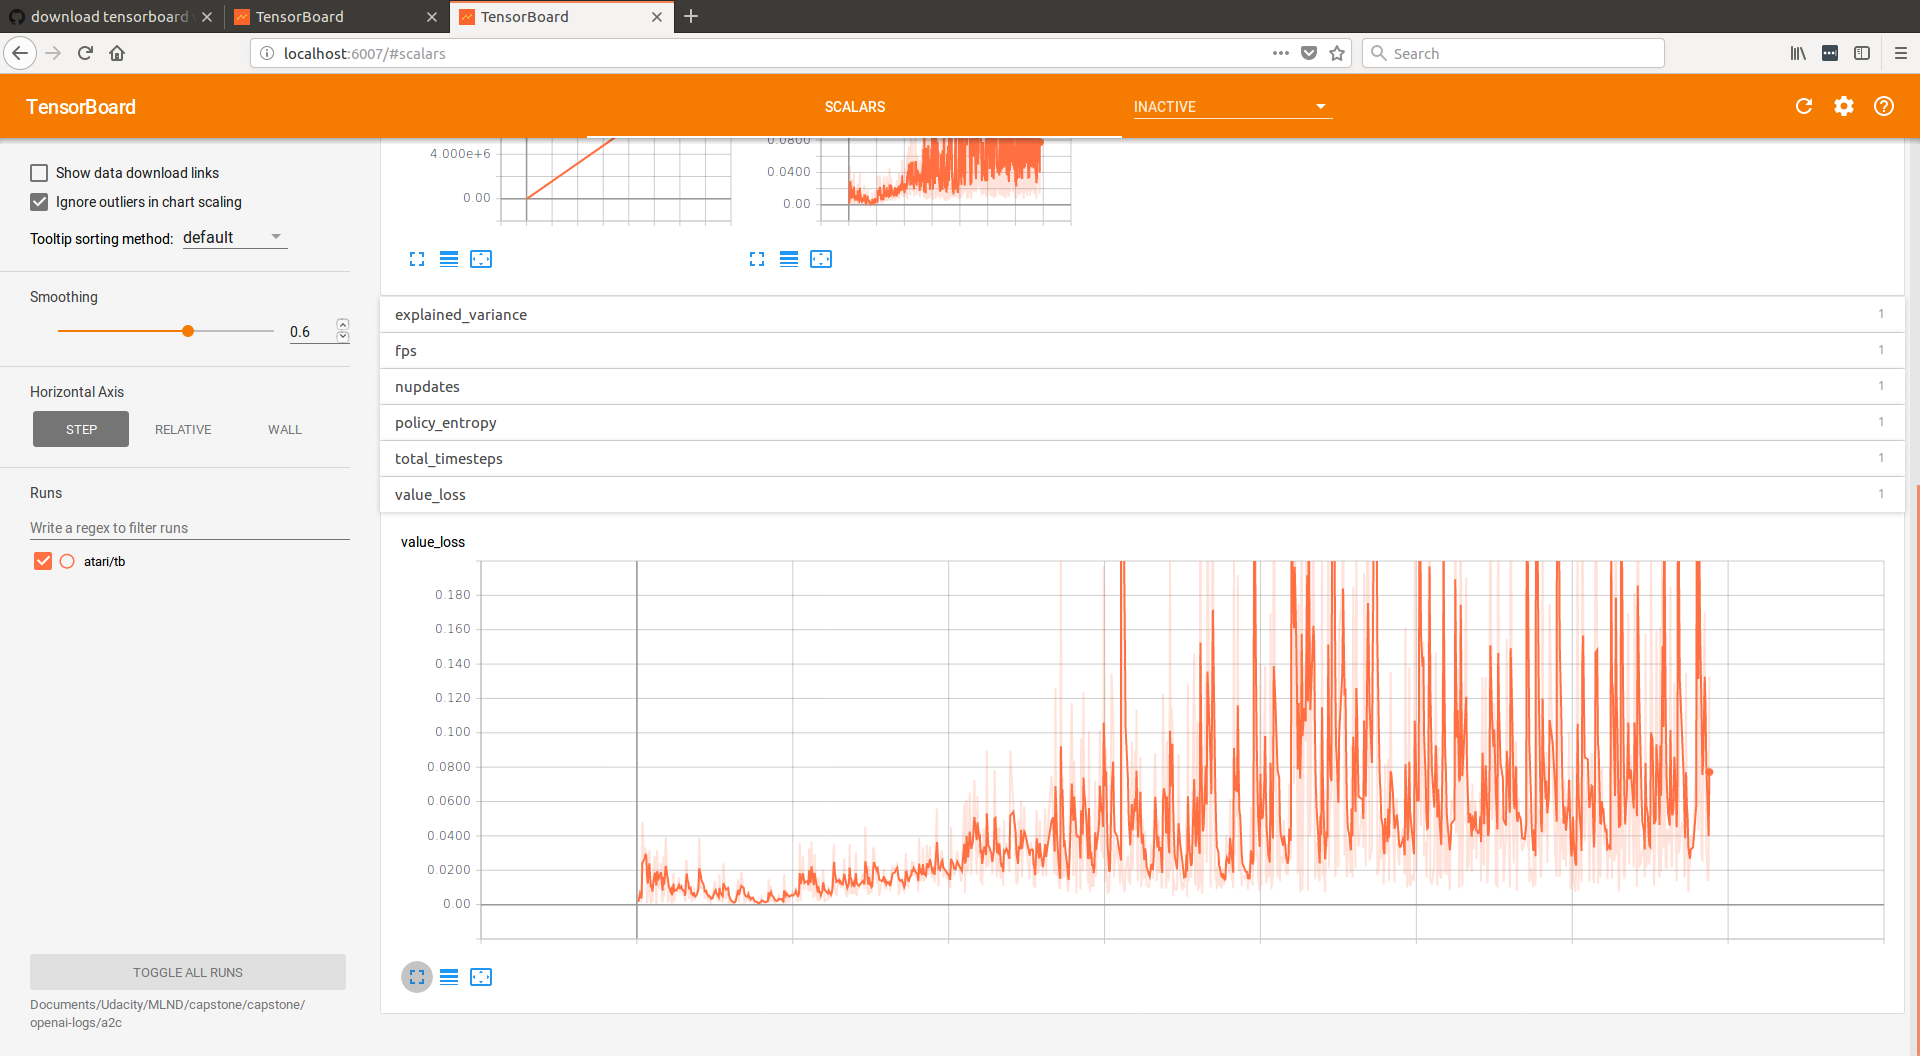 download tensorboard
TensorBoard
TensorBoard
localhost:6007/#scalars
Search
TensorBoard
SCALARS
INACTIVE
Show data download links
Ignore outliers in chart scaling
Tooltip sorting method: default
Smoothing
0.6
Horizontal Axis
STEP RELATIVE WALL
Runs
Write a regex to filter runs
atari/tb
TOGGLE ALL RUNS
Documents/Udacity/MLND/capstone/capstone/
openai-logs/a2c
4.000e+6
0.00
0.0800
0.0400
0.00
explained_variance 1
fps 1
nupdates 1
policy_entropy 1
total_timesteps 1
value_loss 1
value_loss
0.180
0.160
0.140
0.120
0.100
0.0800
0.0600
0.0400
0.0200
0.00